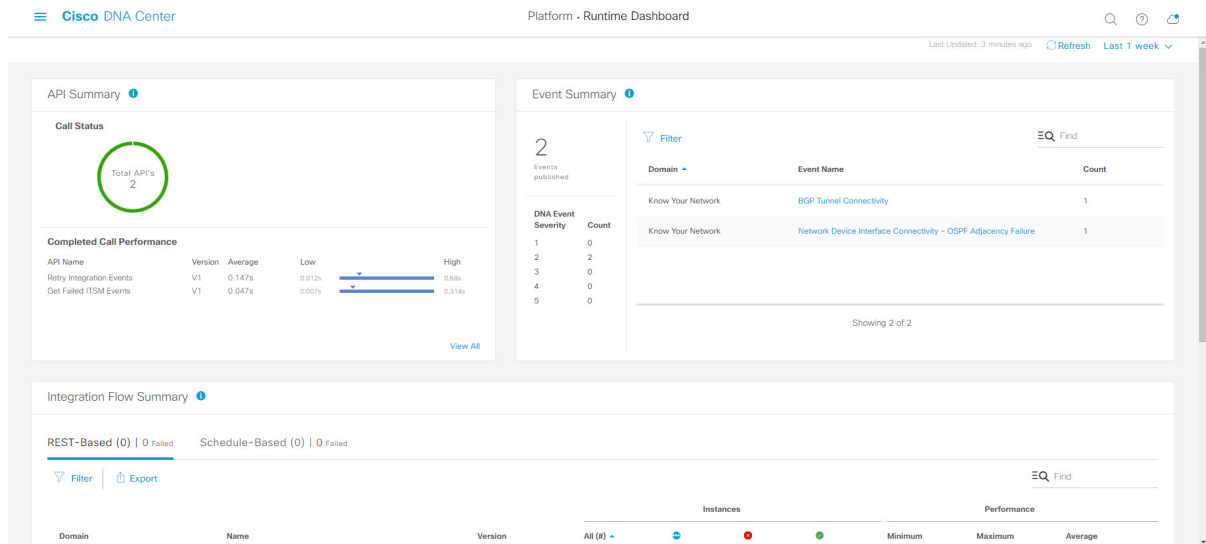 Cisco DNA Center
Platform • Runtime Dashboard
Last Updated: 3 minutes ago Refresh Last 1 week
API Summary
Call Status
Total API's
2
Completed Call Performance
API Name Version Average Low High
Retry Integration Events V1 0.147s 0.012s 0.68s
Get Failed ITSM Events V1 0.047s 0.007s 0.314s
View All
Event Summary
2
Events
published
DNA Event
Severity Count
1 0
2 2
3 0
4 0
5 0
Filter Find
Domain Event Name Count
Know Your Network BGP Tunnel Connectivity 1
Know Your Network Network Device Interface Connectivity - OSPF Adjacency Failure 1
Showing 2 of 2
Integration Flow Summary
REST-Based (0) | 0 Failed Schedule-Based (0) | 0 Failed
Filter Export Find
Instances Performance
Domain Name Version All (#) Minimum Maximum Average